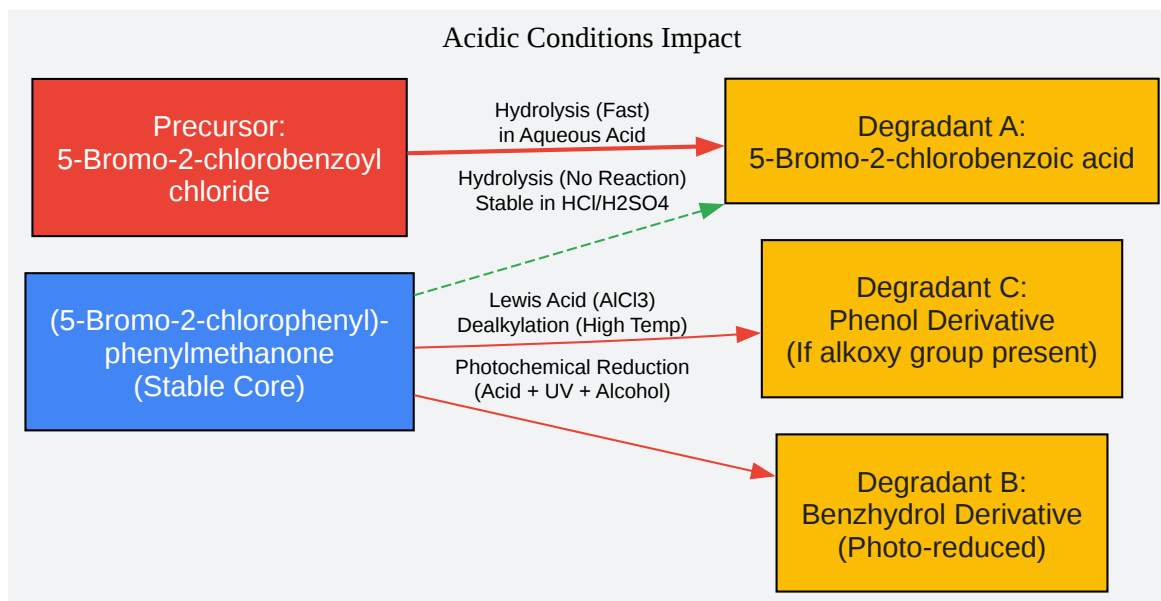 Acidic Conditions Impact
Precursor:
5-Bromo-2-chlorobenzoyl
chloride
Hydrolysis (Fast)
in Aqueous Acid
Degradant A:
5-Bromo-2-chlorobenzoic acid
Hydrolysis (No Reaction)
Stable in HCl/H2SO4
(5-Bromo-2-chlorophenyl)-
phenylmethanone
(Stable Core)
Lewis Acid (AlCl3)
Dealkylation (High Temp)
Degradant C:
Phenol Derivative
(If alkoxy group present)
Photochemical Reduction
(Acid + UV + Alcohol)
Degradant B:
Benzhydrol Derivative
(Photo-reduced)